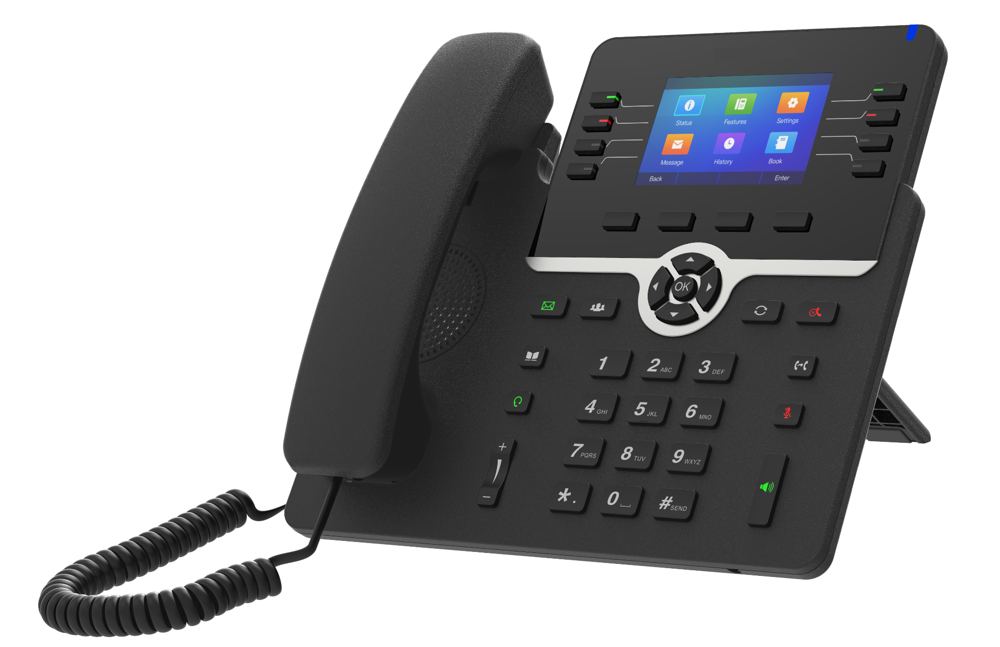 Status Features Settings
Message History Book
Back Enter
OK
1 2 ABC 3 DEF
4 GHI 5 JKL 6 MNO
+
7 PQRS 8 TUV 9 WXYZ
−
* . 0 # SEND